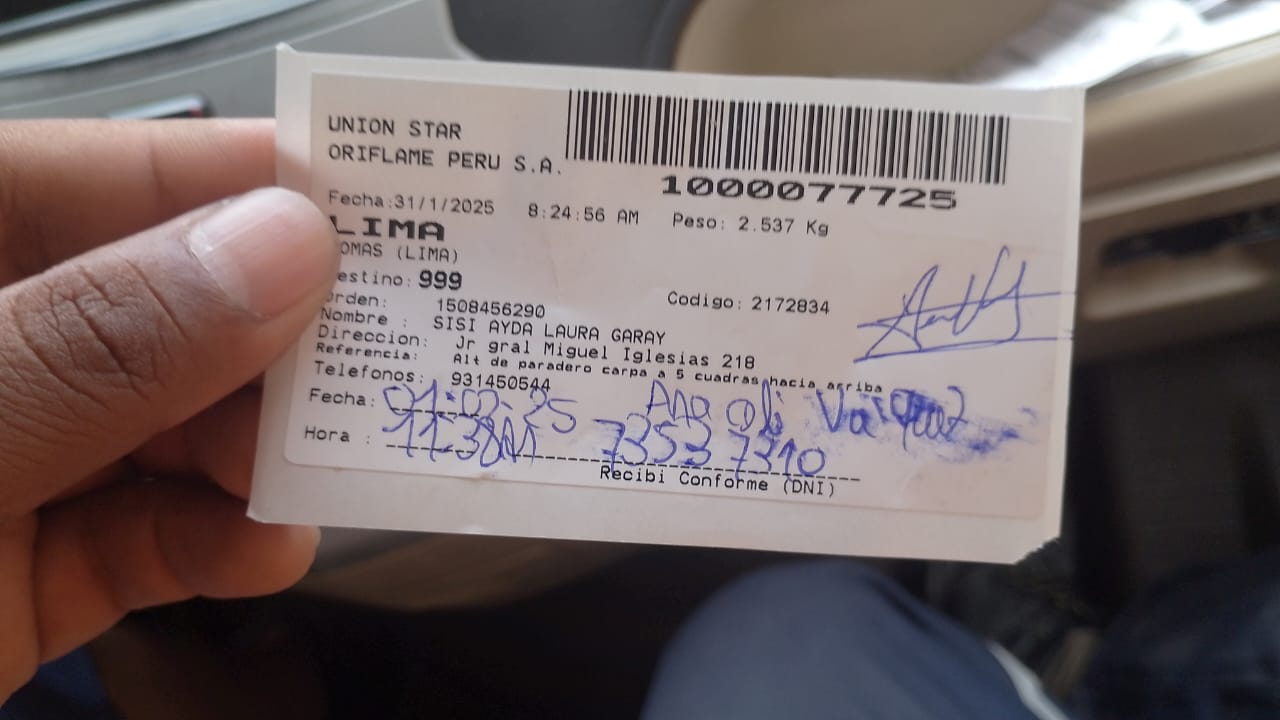 UNION STAR
ORIFLAME PERU S.A.
1000077725
Fecha:31/1/2025 8:24:56 AM Peso: 2.537 Kg
LIMA
OMAS (LIMA)
estino: 999
rden: 1508456290 Codigo: 2172834
Nombre : SISI AYDA LAURA GARAY
Direccion: Jr gral Miguel Iglesias 218
Referencia: Alt de paradero carpa a 5 cuadras hacia arriba
Telefonos: 931450544
Fecha: 01-02-25 Vasquez
Hora : 11:38AM 73537310
Recibi Conforme (DNI)